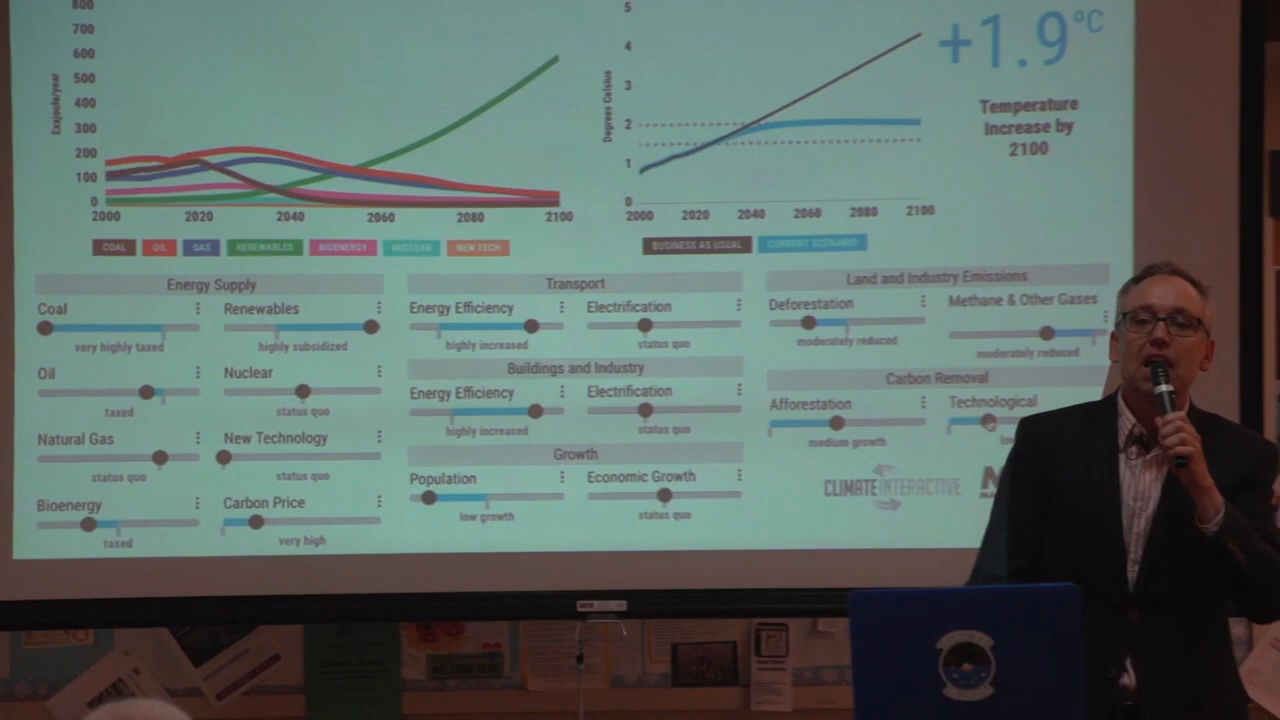 800
700
600
500
400
300
200
100
0
Exajoule/year
2000 2020 2040 2060 2080 2100
COAL OIL GAS RENEWABLES BIOENERGY NUCLEAR NEW TECH
5
4
3
2
1
0
Degrees Celsius
2000 2020 2040 2060 2080 2100
BUSINESS AS USUAL CURRENT SCENARIO
+1.9°C
Temperature
Increase by
2100
Energy Supply
Coal Renewables
very highly taxed highly subsidized
Oil Nuclear
taxed status quo
Natural Gas New Technology
status quo status quo
Bioenergy Carbon Price
taxed very high
Transport
Energy Efficiency Electrification
highly increased status quo
Buildings and Industry
Energy Efficiency Electrification
highly increased status quo
Growth
Population Economic Growth
low growth status quo
Land and Industry Emissions
Deforestation Methane & Other Gases
moderately reduced moderately reduced
Carbon Removal
Afforestation Technological
medium growth
CLIMATE INTERACTIVE